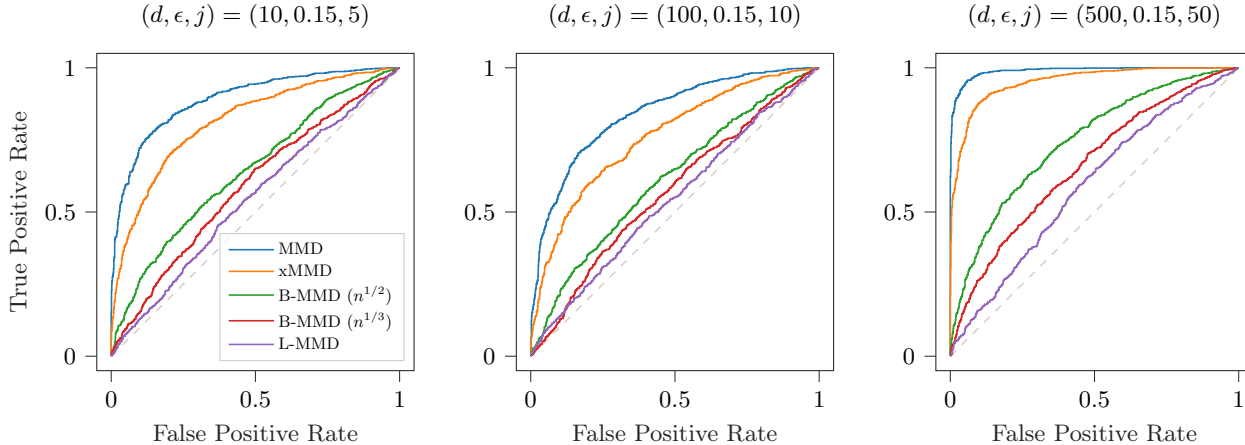 (d, ϵ, j) = (10, 0.15, 5)
(d, ϵ, j) = (100, 0.15, 10)
(d, ϵ, j) = (500, 0.15, 50)
True Positive Rate
1
0.5
0
0
0.5
1
False Positive Rate
MMD
xMMD
B-MMD (n^{1/2})
B-MMD (n^{1/3})
L-MMD
1
0.5
0
0
0.5
1
False Positive Rate
1
0.5
0
0
0.5
1
False Positive Rate